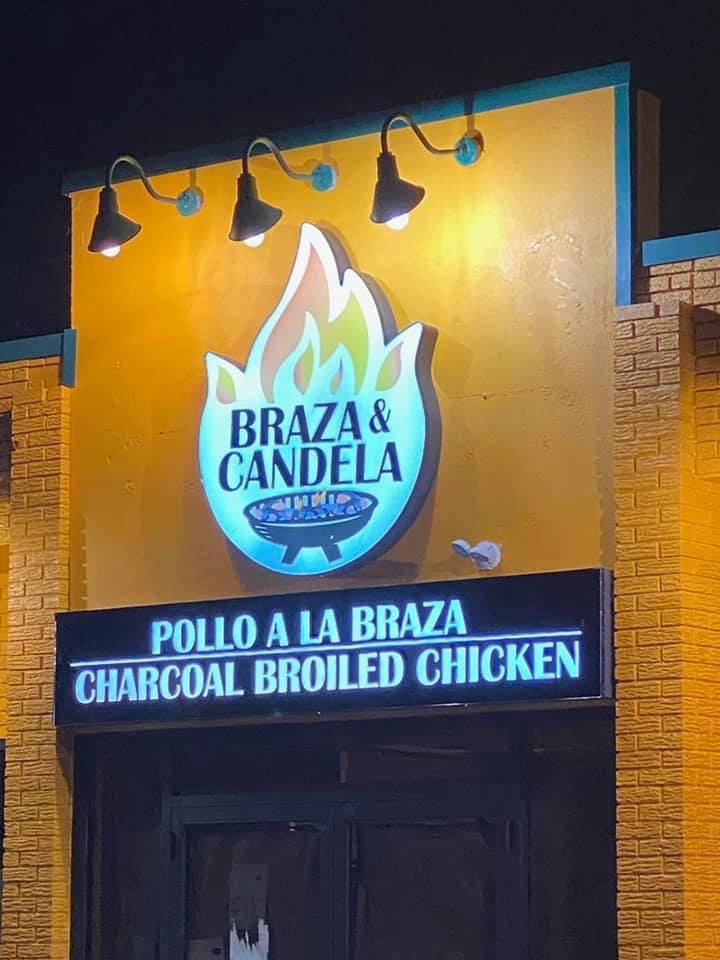 BRAZA &
CANDELA
POLLO A LA BRAZA
CHARCOAL BROILED CHICKEN